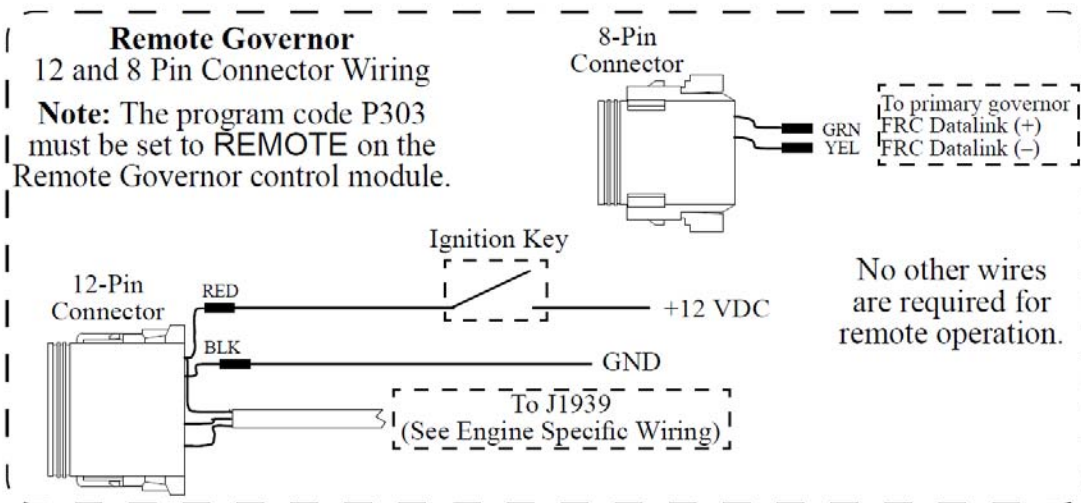 Remote Governor
12 and 8 Pin Connector Wiring
Note: The program code P303
must be set to REMOTE on the
Remote Governor control module.
8-Pin
Connector
GRN
YEL
To primary governor
FRC Datalink (+)
FRC Datalink (–)
Ignition Key
12-Pin
Connector
RED
+12 VDC
BLK
GND
To J1939
(See Engine Specific Wiring)
No other wires
are required for
remote operation.